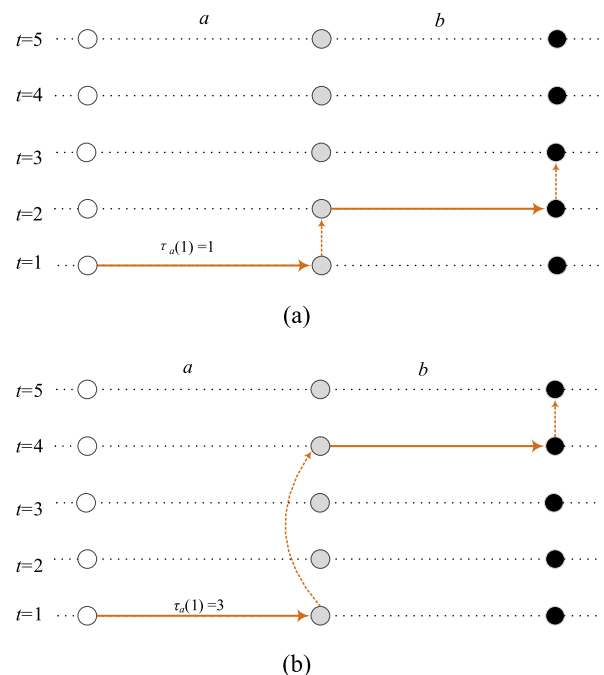 a b
t=5
t=4
t=3
t=2
τa(1)=1
t=1
(a)
a b
t=5
t=4
t=3
t=2
τa(1)=3
t=1
(b)